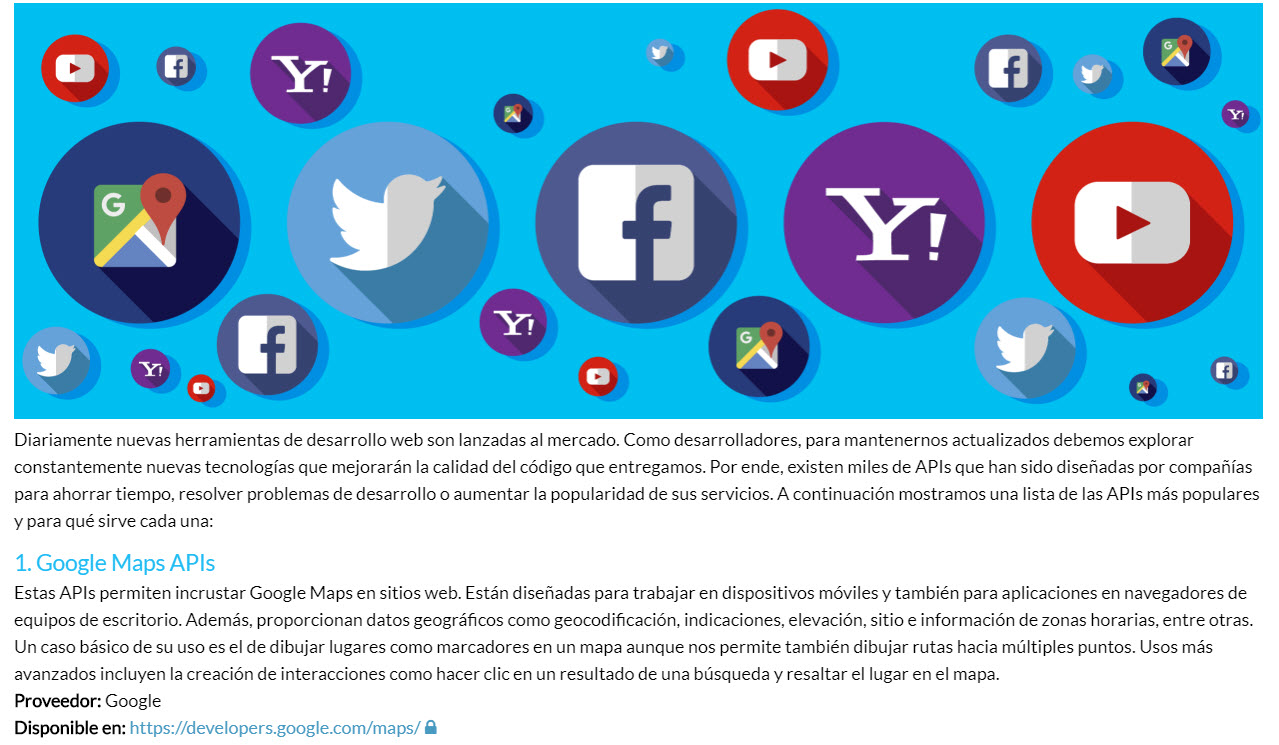 Diariamente nuevas herramientas de desarrollo web son lanzadas al mercado. Como desarrolladores, para mantenernos actualizados debemos explorar
constantemente nuevas tecnologías que mejorarán la calidad del código que entregamos. Por ende, existen miles de APIs que han sido diseñadas por compañías
para ahorrar tiempo, resolver problemas de desarrollo o aumentar la popularidad de sus servicios. A continuación mostramos una lista de las APIs más populares
y para qué sirve cada una:
1. Google Maps APIs
Estas APIs permiten incrustar Google Maps en sitios web. Están diseñadas para trabajar en dispositivos móviles y también para aplicaciones en navegadores de
equipos de escritorio. Además, proporcionan datos geográficos como geocodificación, indicaciones, elevación, sitio e información de zonas horarias, entre otras.
Un caso básico de su uso es el de dibujar lugares como marcadores en un mapa aunque nos permite también dibujar rutas hacia múltiples puntos. Usos más
avanzados incluyen la creación de interacciones como hacer clic en un resultado de una búsqueda y resaltar el lugar en el mapa.
Proveedor: Google
Disponible en: https://developers.google.com/maps/